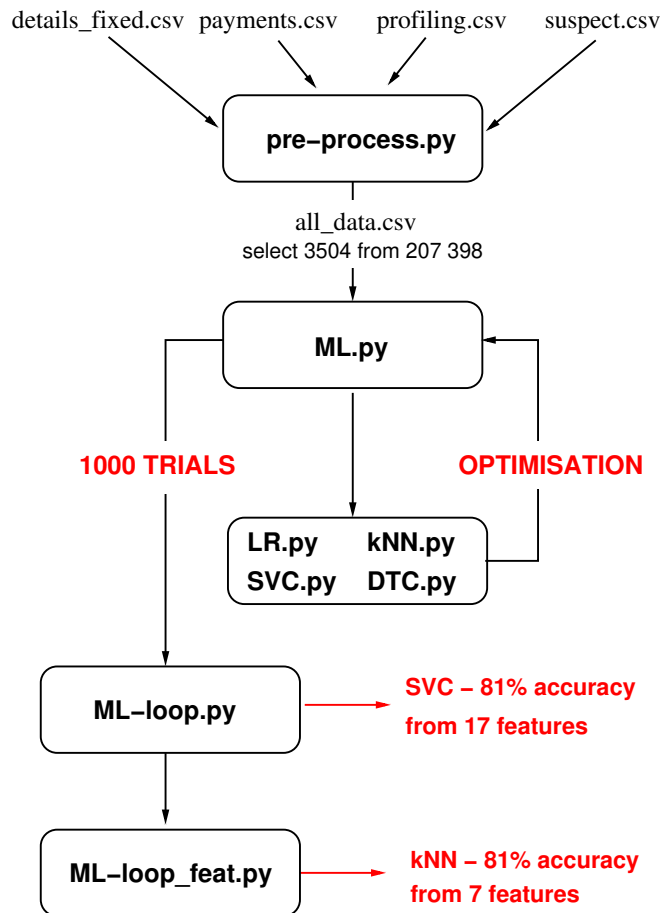 details_fixed.csv payments.csv profiling.csv suspect.csv
pre−process.py
all_data.csv
select 3504 from 207 398
ML.py
1000 TRIALS
OPTIMISATION
LR.py kNN.py
SVC.py DTC.py
ML−loop.py
SVC − 81% accuracy
from 17 features
ML−loop_feat.py
kNN − 81% accuracy
from 7 features